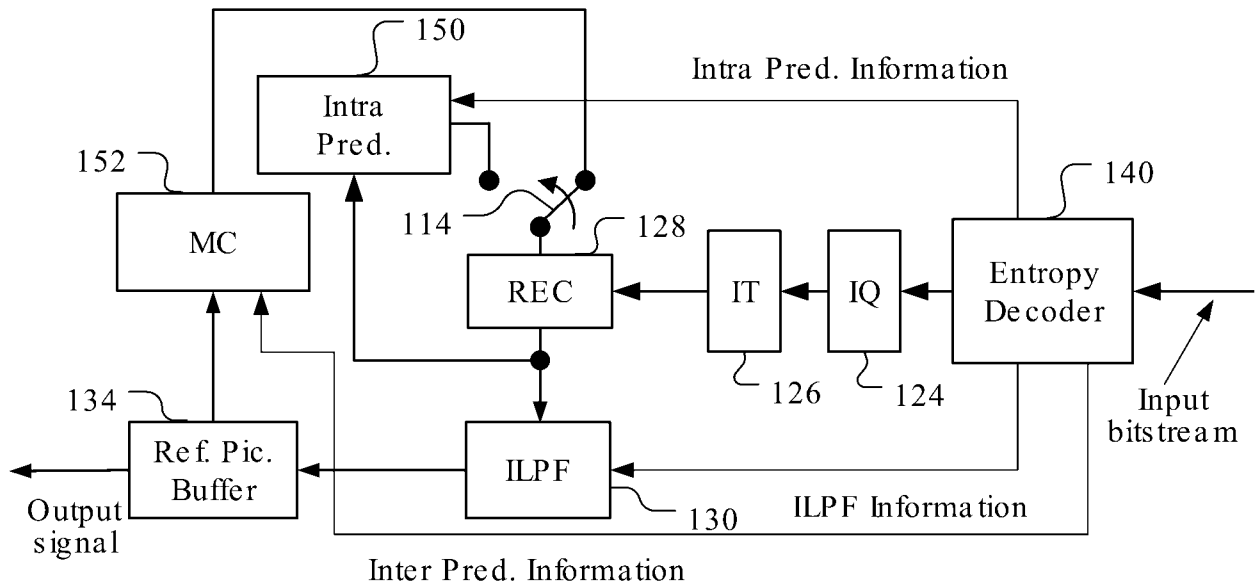 150
Intra Pred. Information
Intra
Pred.
152
140
114
128
MC
REC
IT
IQ
Entropy
Decoder
126
124
134
Input
bitstream
Ref. Pic.
Buffer
ILPF
Output
signal
130
ILPF Information
Inter Pred. Information